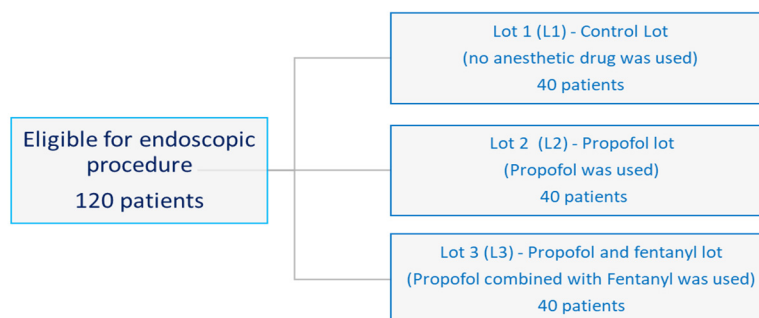 Eligible for endoscopic
procedure
120 patients
Lot 1 (L1) - Control Lot
(no anesthetic drug was used)
40 patients
Lot 2 (L2) - Propofol lot
(Propofol was used)
40 patients
Lot 3 (L3) - Propofol and fentanyl lot
(Propofol combined with Fentanyl was used)
40 patients